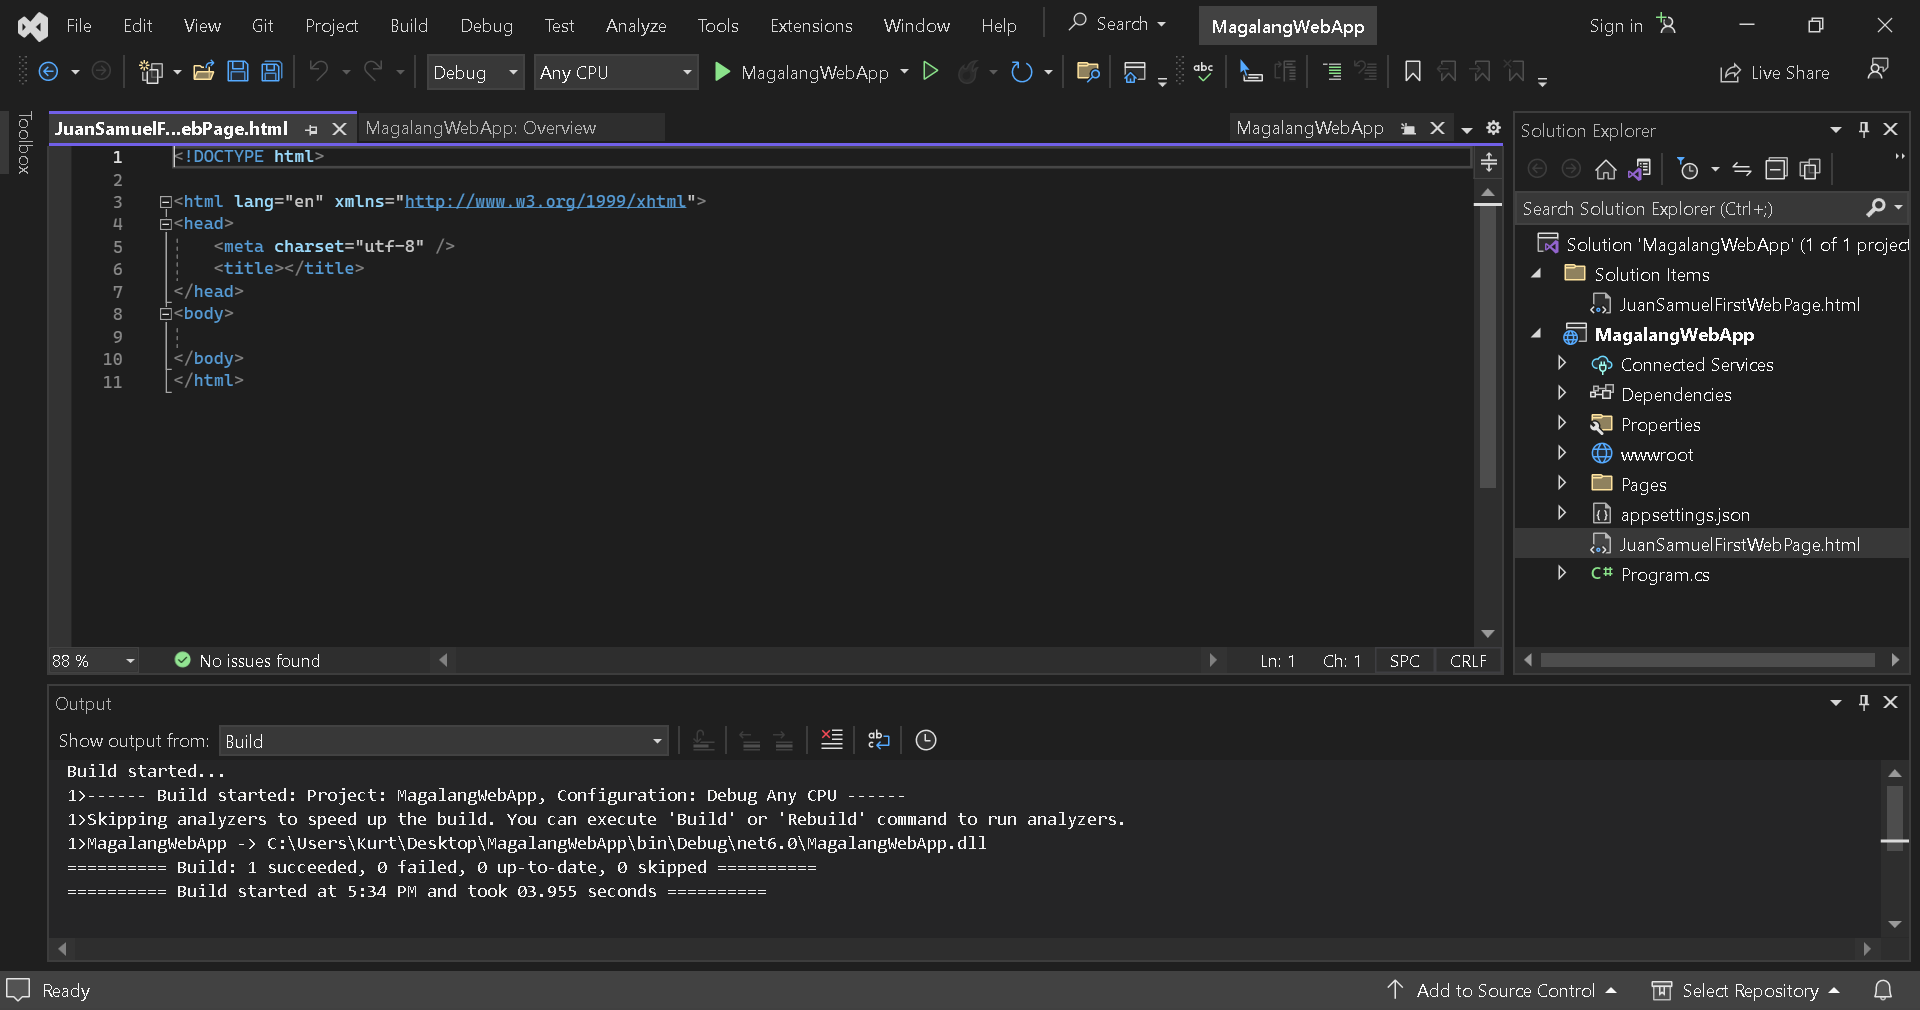 File Edit View Git Project Build Debug Test Analyze Tools Extensions Window Help Search MagalangWebApp Sign in
Debug Any CPU MagalangWebApp Live Share
Toolbox
JuanSamuelF...ebPage.html MagalangWebApp: Overview MagalangWebApp
1 <!DOCTYPE html>
2
3 <html lang="en" xmlns="http://www.w3.org/1999/xhtml">
4 <head>
5 <meta charset="utf-8" />
6 <title></title>
7 </head>
8 <body>
9
10 </body>
11 </html>
88 % No issues found Ln: 1 Ch: 1 SPC CRLF
Solution Explorer
Search Solution Explorer (Ctrl+;)
Solution 'MagalangWebApp' (1 of 1 project
Solution Items
JuanSamuelFirstWebPage.html
MagalangWebApp
Connected Services
Dependencies
Properties
wwwroot
Pages
appsettings.json
JuanSamuelFirstWebPage.html
C# Program.cs
Output
Show output from: Build
Build started...
1>------ Build started: Project: MagalangWebApp, Configuration: Debug Any CPU ------
1>Skipping analyzers to speed up the build. You can execute 'Build' or 'Rebuild' command to run analyzers.
1>MagalangWebApp -> C:\Users\Kurt\Desktop\MagalangWebApp\bin\Debug\net6.0\MagalangWebApp.dll
========== Build: 1 succeeded, 0 failed, 0 up-to-date, 0 skipped ==========
========== Build started at 5:34 PM and took 03.955 seconds ==========
Ready Add to Source Control Select Repository